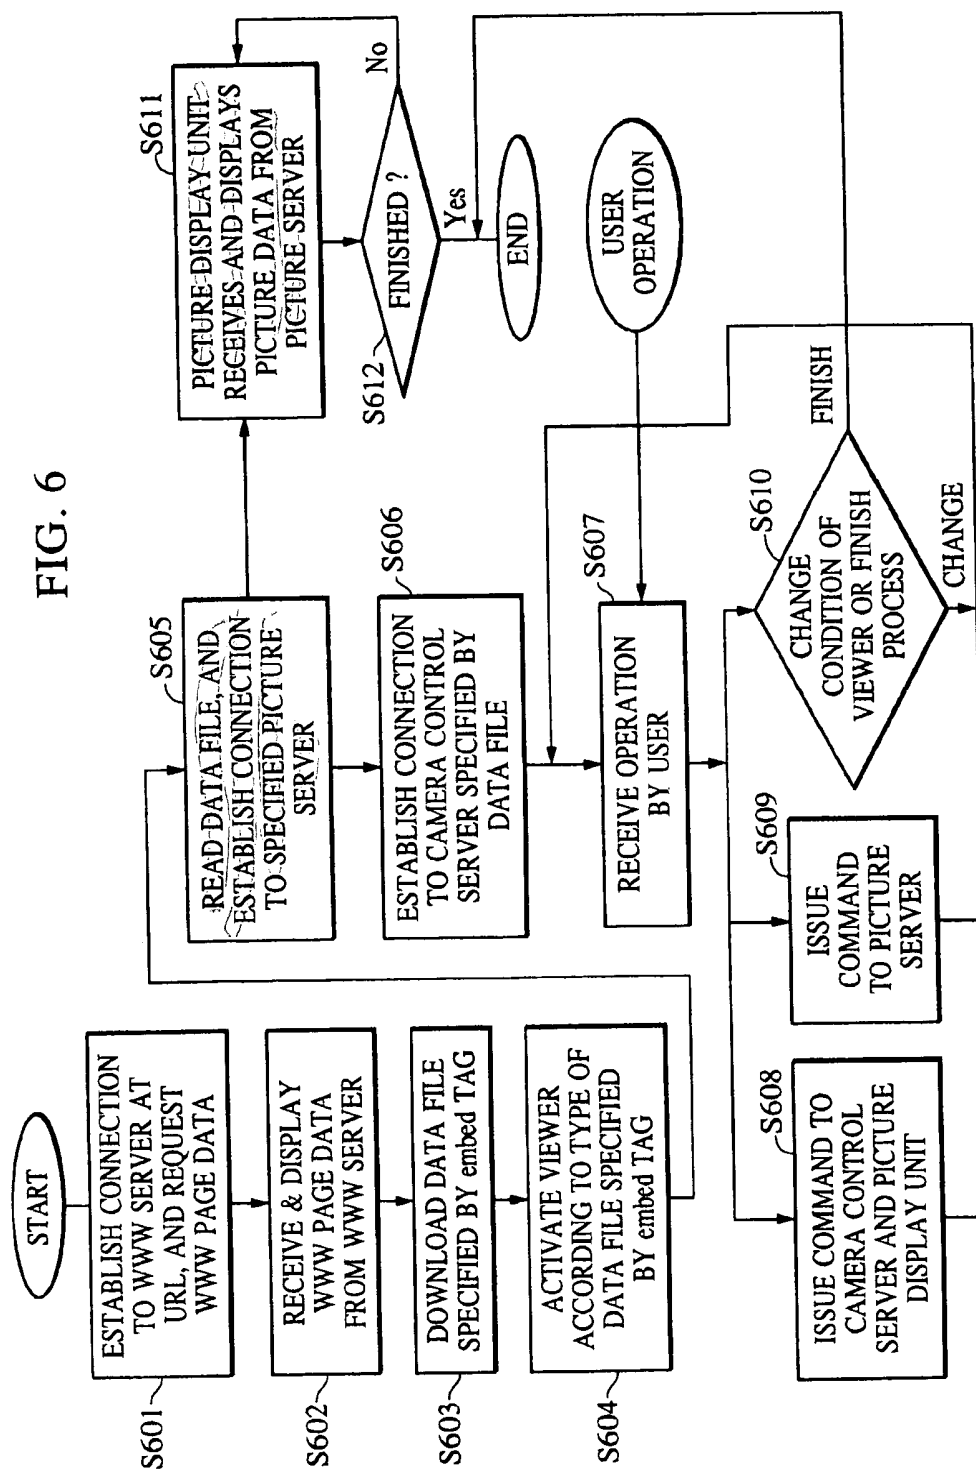 FIG. 6
START
S601
ESTABLISH CONNECTION
TO WWW SERVER AT
URL, AND REQUEST
WWW PAGE DATA
S602
RECEIVE & DISPLAY
WWW PAGE DATA
FROM WWW SERVER
S603
DOWNLOAD DATA FILE
SPECIFIED BY embed TAG
S604
ACTIVATE VIEWER
ACCORDING TO TYPE OF
DATA FILE SPECIFIED
BY embed TAG
S605
READ DATA FILE, AND
ESTABLISH CONNECTION
TO SPECIFIED PICTURE
SERVER
S606
ESTABLISH CONNECTION
TO CAMERA CONTROL
SERVER SPECIFIED BY
DATA FILE
S607
RECEIVE OPERATION
BY USER
S611
PICTURE DISPLAY UNIT
RECEIVES AND DISPLAYS
PICTURE DATA FROM
PICTURE SERVER
S612
FINISHED ?
No
Yes
END
USER
OPERATION
S608
ISSUE COMMAND TO
CAMERA CONTROL
SERVER AND PICTURE
DISPLAY UNIT
S609
ISSUE
COMMAND
TO PICTURE
SERVER
S610
CHANGE
CONDITION OF
VIEWER OR FINISH
PROCESS
FINISH
CHANGE